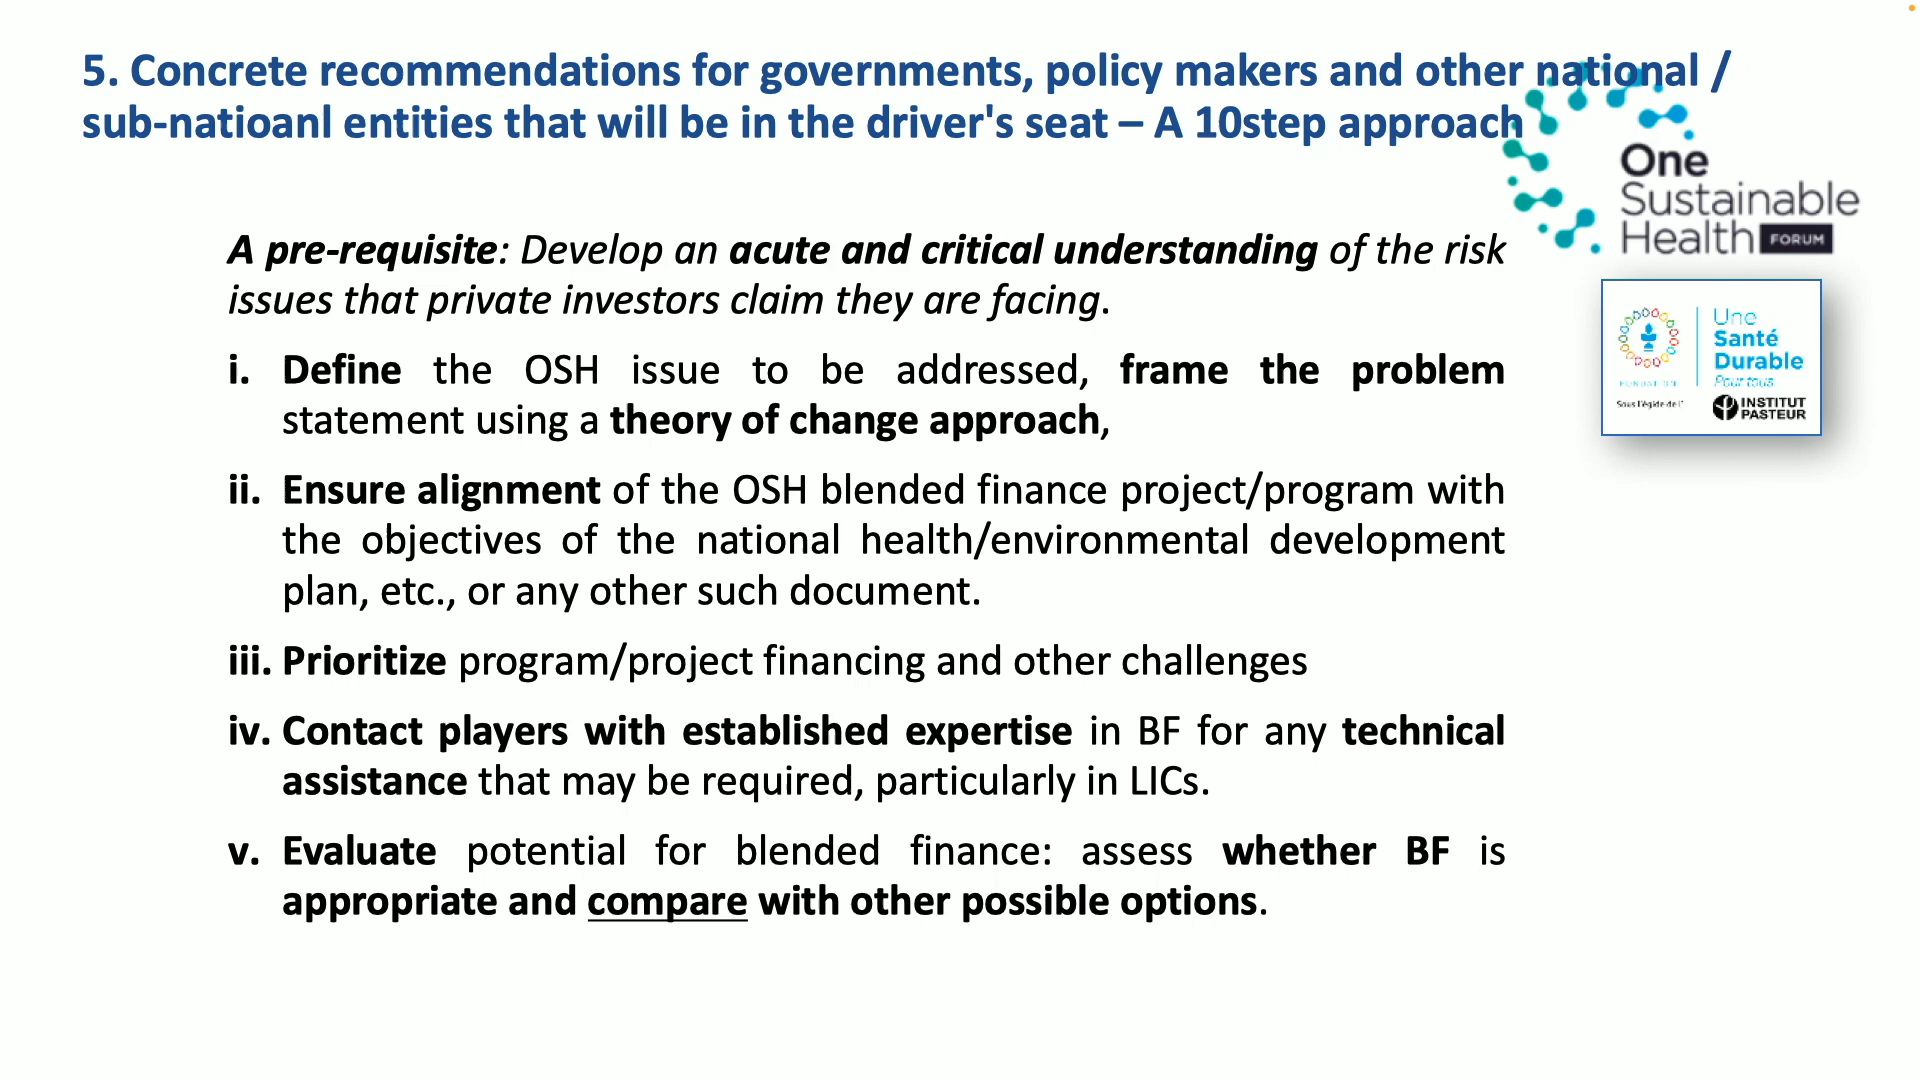 5. Concrete recommendations for governments, policy makers and other national /
sub-natioanl entities that will be in the driver's seat – A 10step approach
One
Sustainable
Health FORUM
A pre-requisite: Develop an acute and critical understanding of the risk
issues that private investors claim they are facing.
i. Define the OSH issue to be addressed, frame the problem
statement using a theory of change approach,
ii. Ensure alignment of the OSH blended finance project/program with
the objectives of the national health/environmental development
plan, etc., or any other such document.
iii. Prioritize program/project financing and other challenges
iv. Contact players with established expertise in BF for any technical
assistance that may be required, particularly in LICs.
v. Evaluate potential for blended finance: assess whether BF is
appropriate and compare with other possible options.
Une
Santé
Durable
Pour tous
FONDATION
Sous l'égide de l'
INSTITUT
PASTEUR